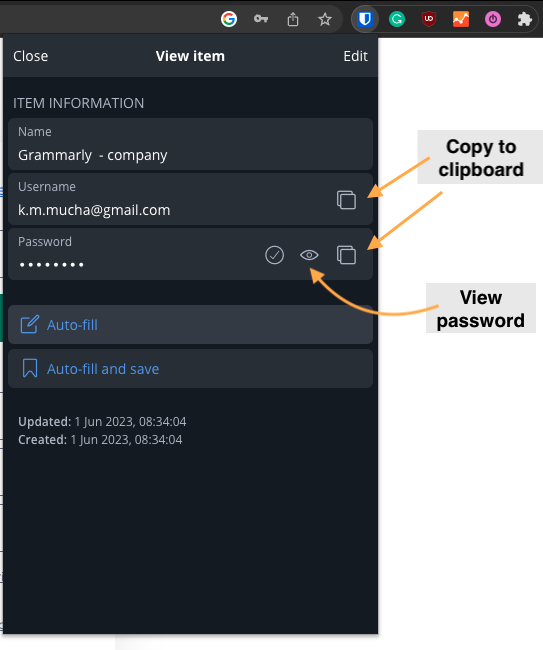 Close View item Edit
ITEM INFORMATION
Name
Grammarly - company
Copy to
clipboard
Username
k.m.mucha@gmail.com
Password
••••••••
View
password
Auto-fill
Auto-fill and save
Updated: 1 Jun 2023, 08:34:04
Created: 1 Jun 2023, 08:34:04